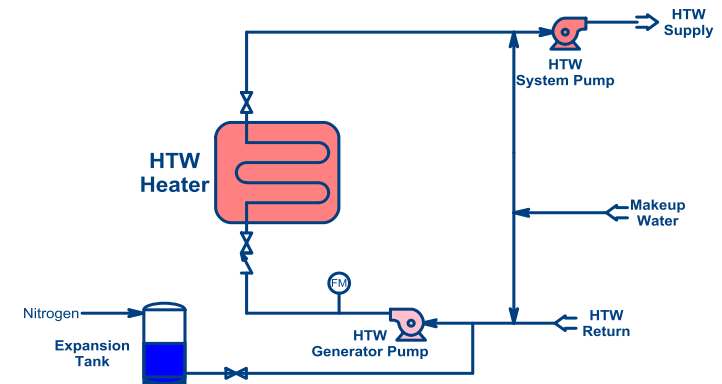 HTW
Supply
HTW
System Pump
HTW
Heater
Makeup
Water
FM
Nitrogen
HTW
Return
HTW
Generator Pump
Expansion
Tank